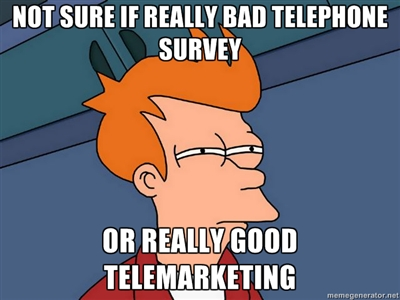 NOT SURE IF REALLY BAD TELEPHONE
SURVEY
OR REALLY GOOD
TELEMARKETING
memegenerator.net